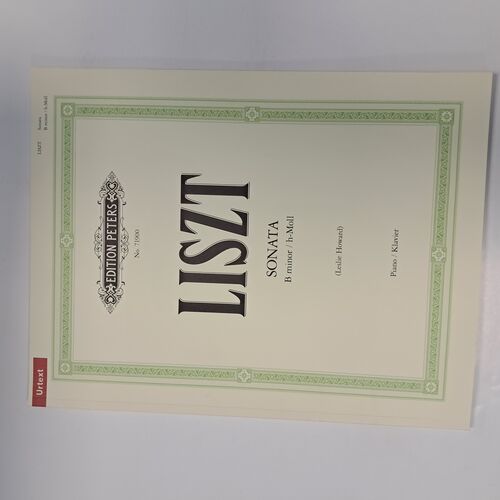 LISZT Sonata
B minor / h-Moll
Urtext
EDITION PETERS
No. 71900
LISZT
SONATA
B minor / h-Moll
(Leslie Howard)
Piano / Klavier